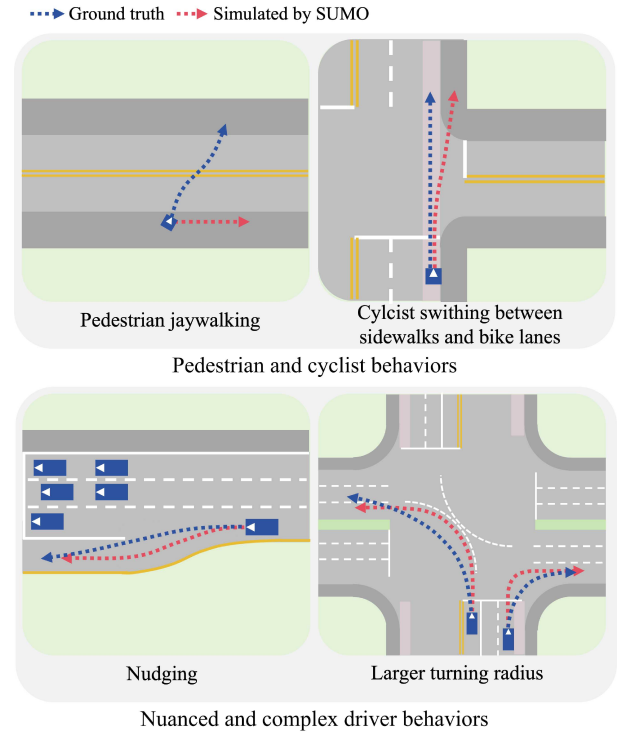 Ground truth Simulated by SUMO
Pedestrian jaywalking
Cylcist swithing between
sidewalks and bike lanes
Pedestrian and cyclist behaviors
Nudging
Larger turning radius
Nuanced and complex driver behaviors